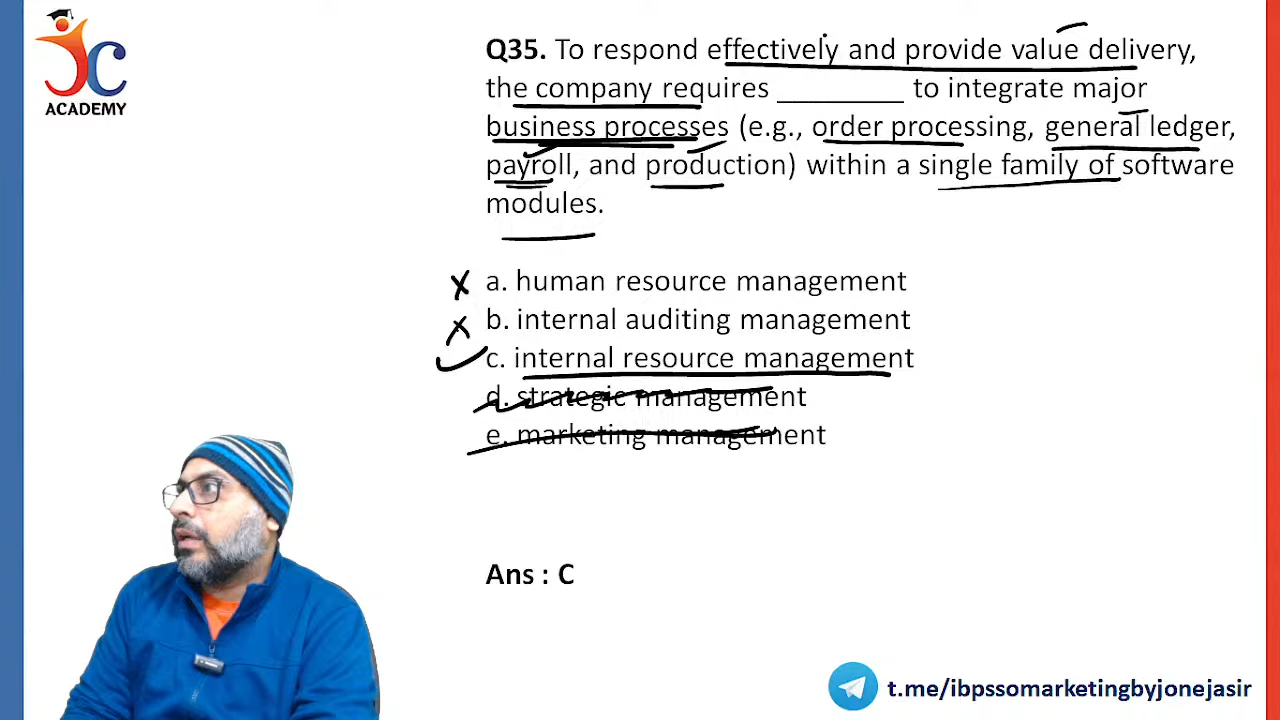 JC
ACADEMY
Q35. To respond effectively and provide value delivery,
the company requires ________ to integrate major
business processes (e.g., order processing, general ledger,
payroll, and production) within a single family of software
modules.
a. human resource management
b. internal auditing management
c. internal resource management
d. strategic management
e. marketing management
Ans : C
t.me/ibpssomarketingbyjonejasir